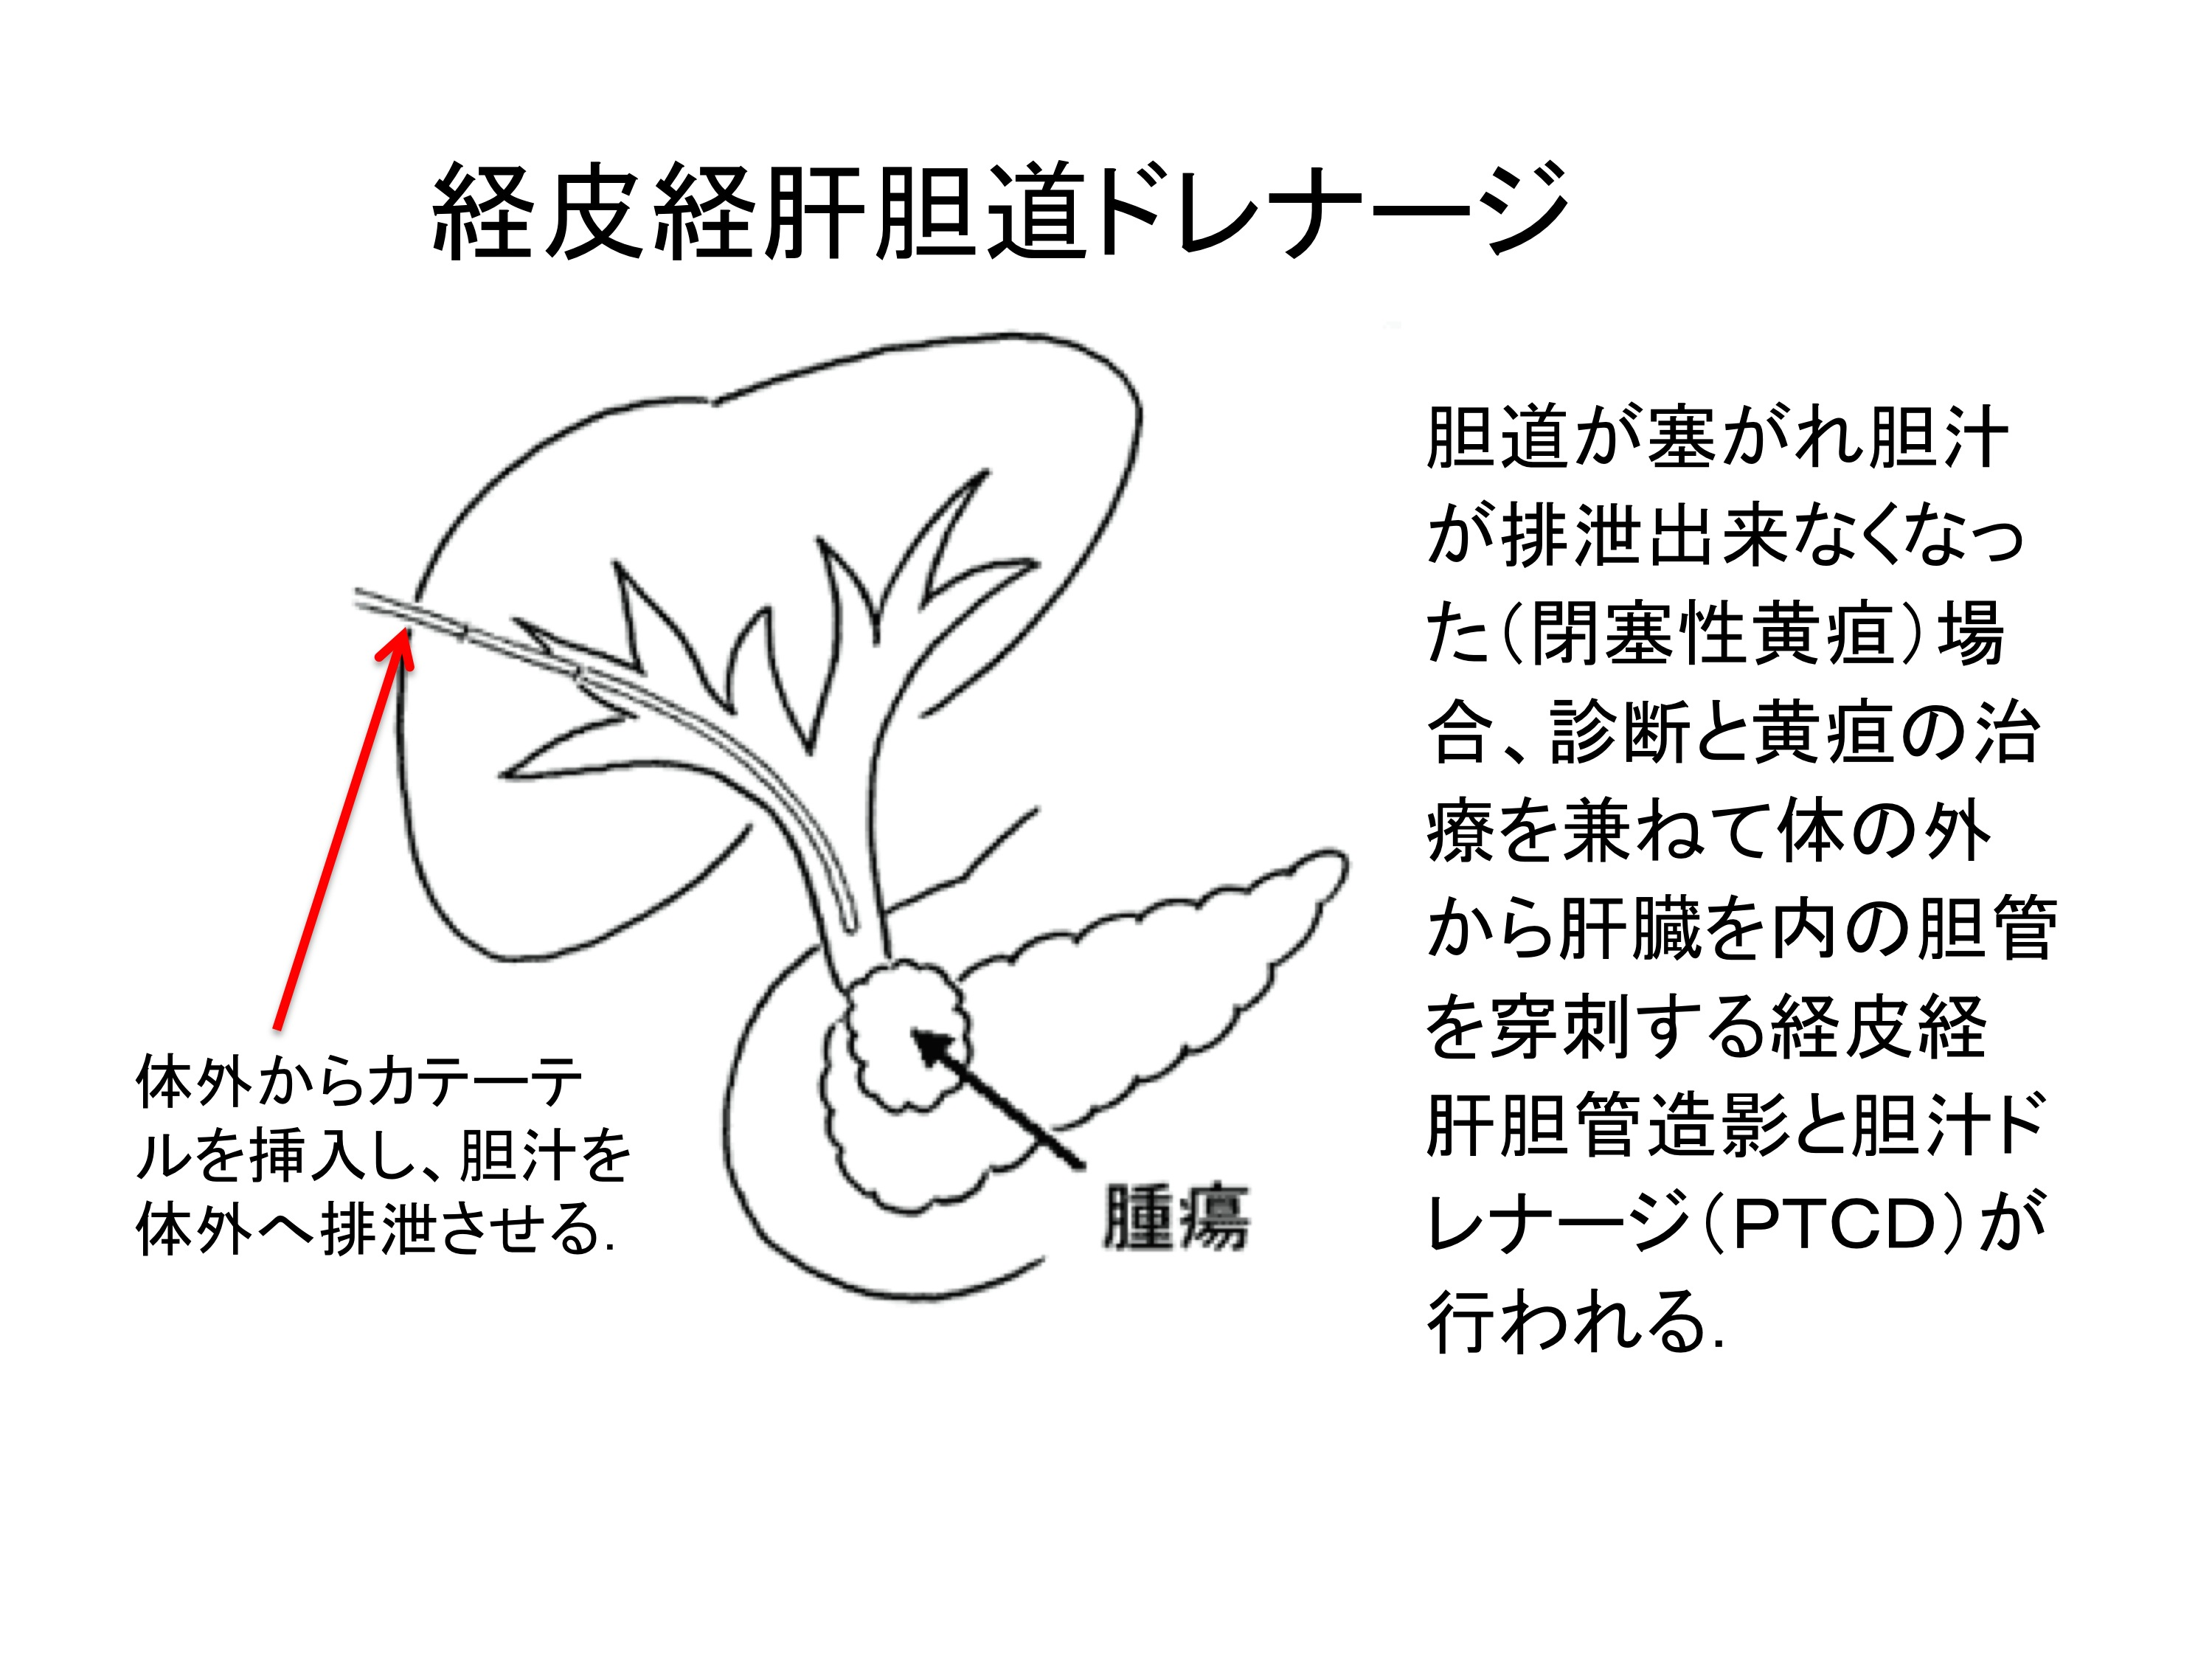 経皮経肝胆道ドレナージ
胆道が塞がれ胆汁
が排泄出来なくなっ
た（閉塞性黄疸）場
合、診断と黄疸の治
療を兼ねて体の外
から肝臓を内の胆管
を穿刺する経皮経
肝胆管造影と胆汁ド
レナージ（PTCD）が
行われる．
体外からカテーテ
ルを挿入し、胆汁を
体外へ排泄させる．
腫瘍